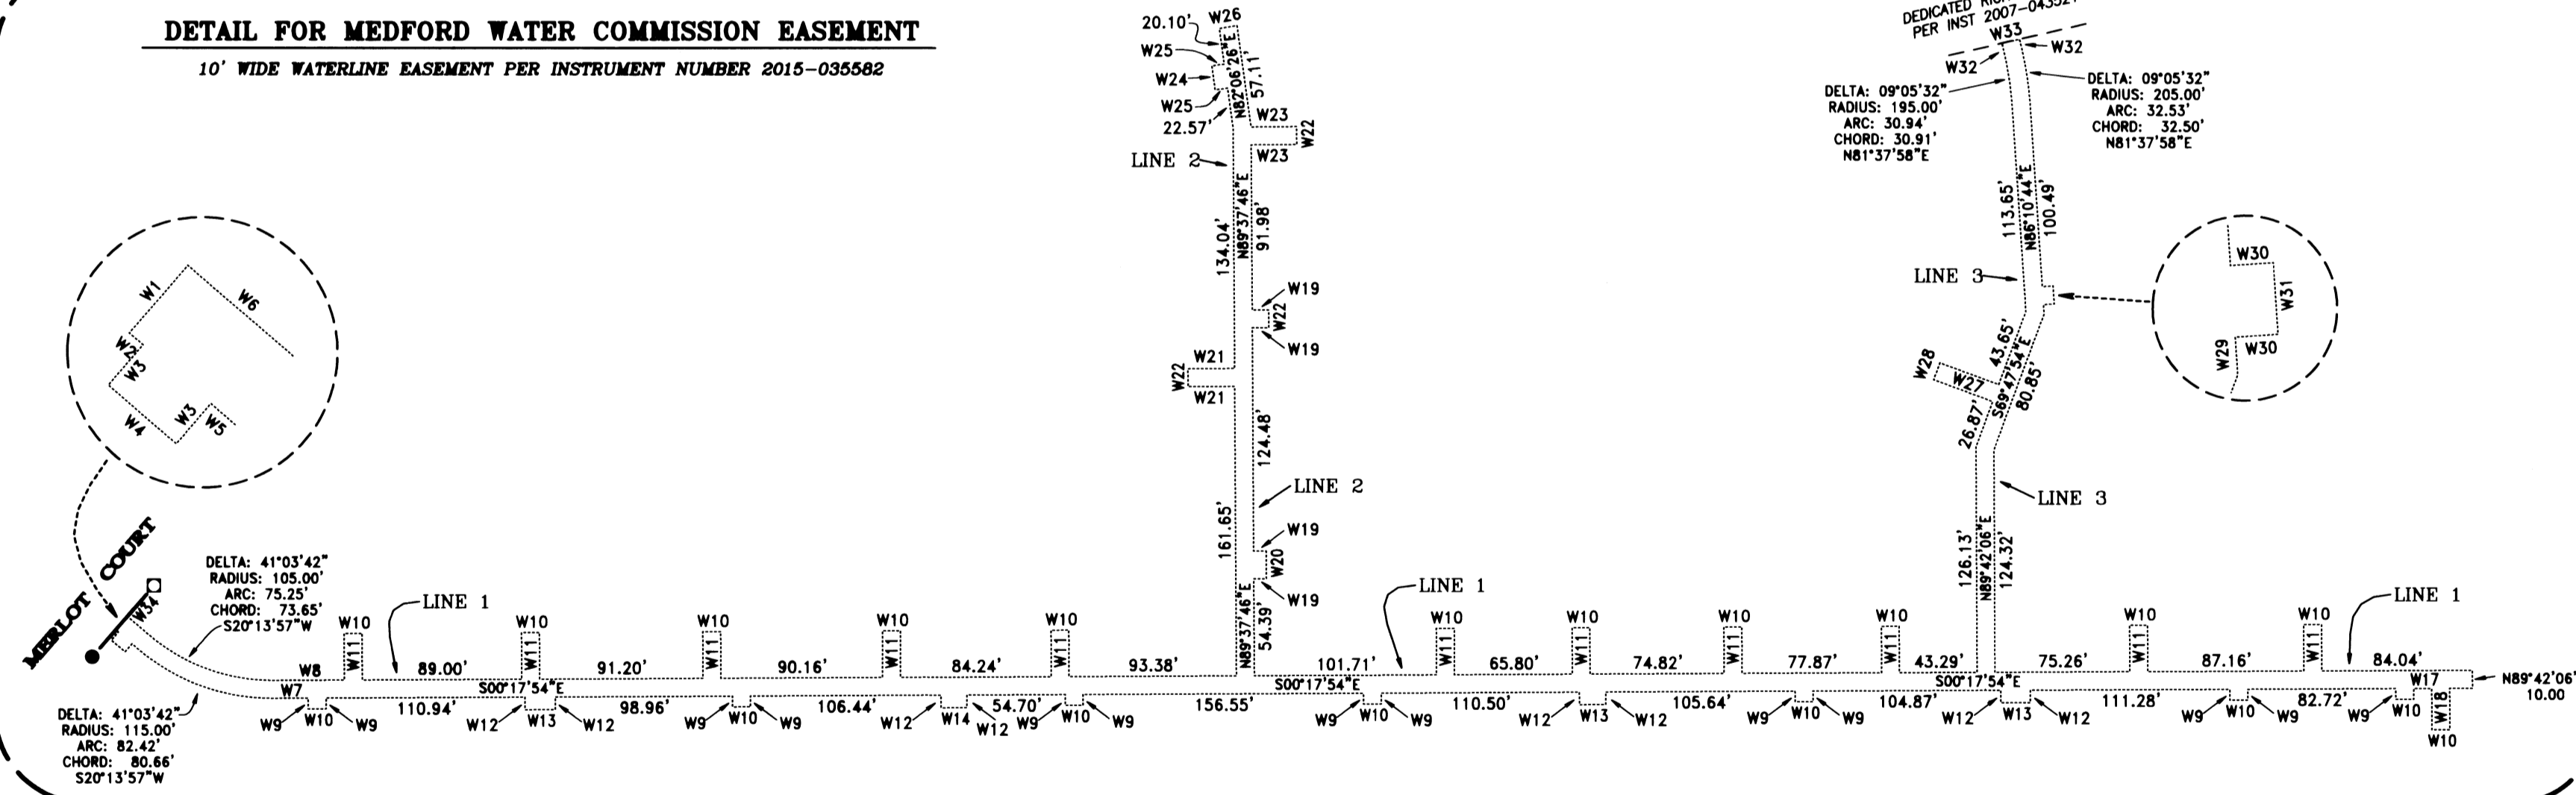 DETAIL FOR MEDFORD WATER COMMISSION EASEMENT
10' WIDE WATERLINE EASEMENT PER INSTRUMENT NUMBER 2015-035582
W1
W6
W2
W3
W4
W3
W5
MERLOT COURT
W34
DELTA: 41°03'42"
RADIUS: 105.00'
ARC: 75.25'
CHORD: 73.65'
S20°13'57"W
DELTA: 41°03'42"
RADIUS: 115.00'
ARC: 82.42'
CHORD: 80.66'
S20°13'57"W
20.10'
W26
W25
W24
W25
22.57'
N82°06'26"E
57.11'
W23
W22
W23
LINE 2
134.04'
N89°37'46"E
91.98'
W19
W22
W19
W21
W22
W21
124.48'
LINE 2
161.65'
W19
W20
W19
N89°37'46"E
54.39'
DEDICATED
PER INST 2007-043521
W33
W32
W32
DELTA: 09°05'32"
RADIUS: 195.00'
ARC: 30.94'
CHORD: 30.91'
N81°37'58"E
DELTA: 09°05'32"
RADIUS: 205.00'
ARC: 32.53'
CHORD: 32.50'
N81°37'58"E
113.65'
N86°10'44"E
100.49'
LINE 3
W30
W31
W29
W30
43.65'
S69°47'54"E
80.85'
W28
W27
26.87'
LINE 3
126.13'
N89°42'06"E
124.32'
LINE 1
LINE 1
LINE 1
W10
W10
W10
W10
W10
W10
W10
W10
W10
W10
W10
W11
W11
W11
W11
W11
W11
W11
W11
W11
W11
W11
W8
89.00'
91.20'
90.16'
84.24'
93.38'
101.71'
65.80'
74.82'
77.87'
43.29'
75.26'
87.16'
84.04'
W7
S00°17'54"E
S00°17'54"E
S00°17'54"E
W17
N89°42'06"
10.00
110.94'
98.96'
106.44'
54.70'
156.55'
110.50'
105.64'
104.87'
111.28'
82.72'
W9
W10
W9
W12
W13
W12
W9
W10
W9
W12
W14
W12
W9
W10
W9
W9
W10
W9
W12
W13
W12
W9
W10
W9
W12
W13
W12
W9
W10
W9
W9
W10
W18
W10